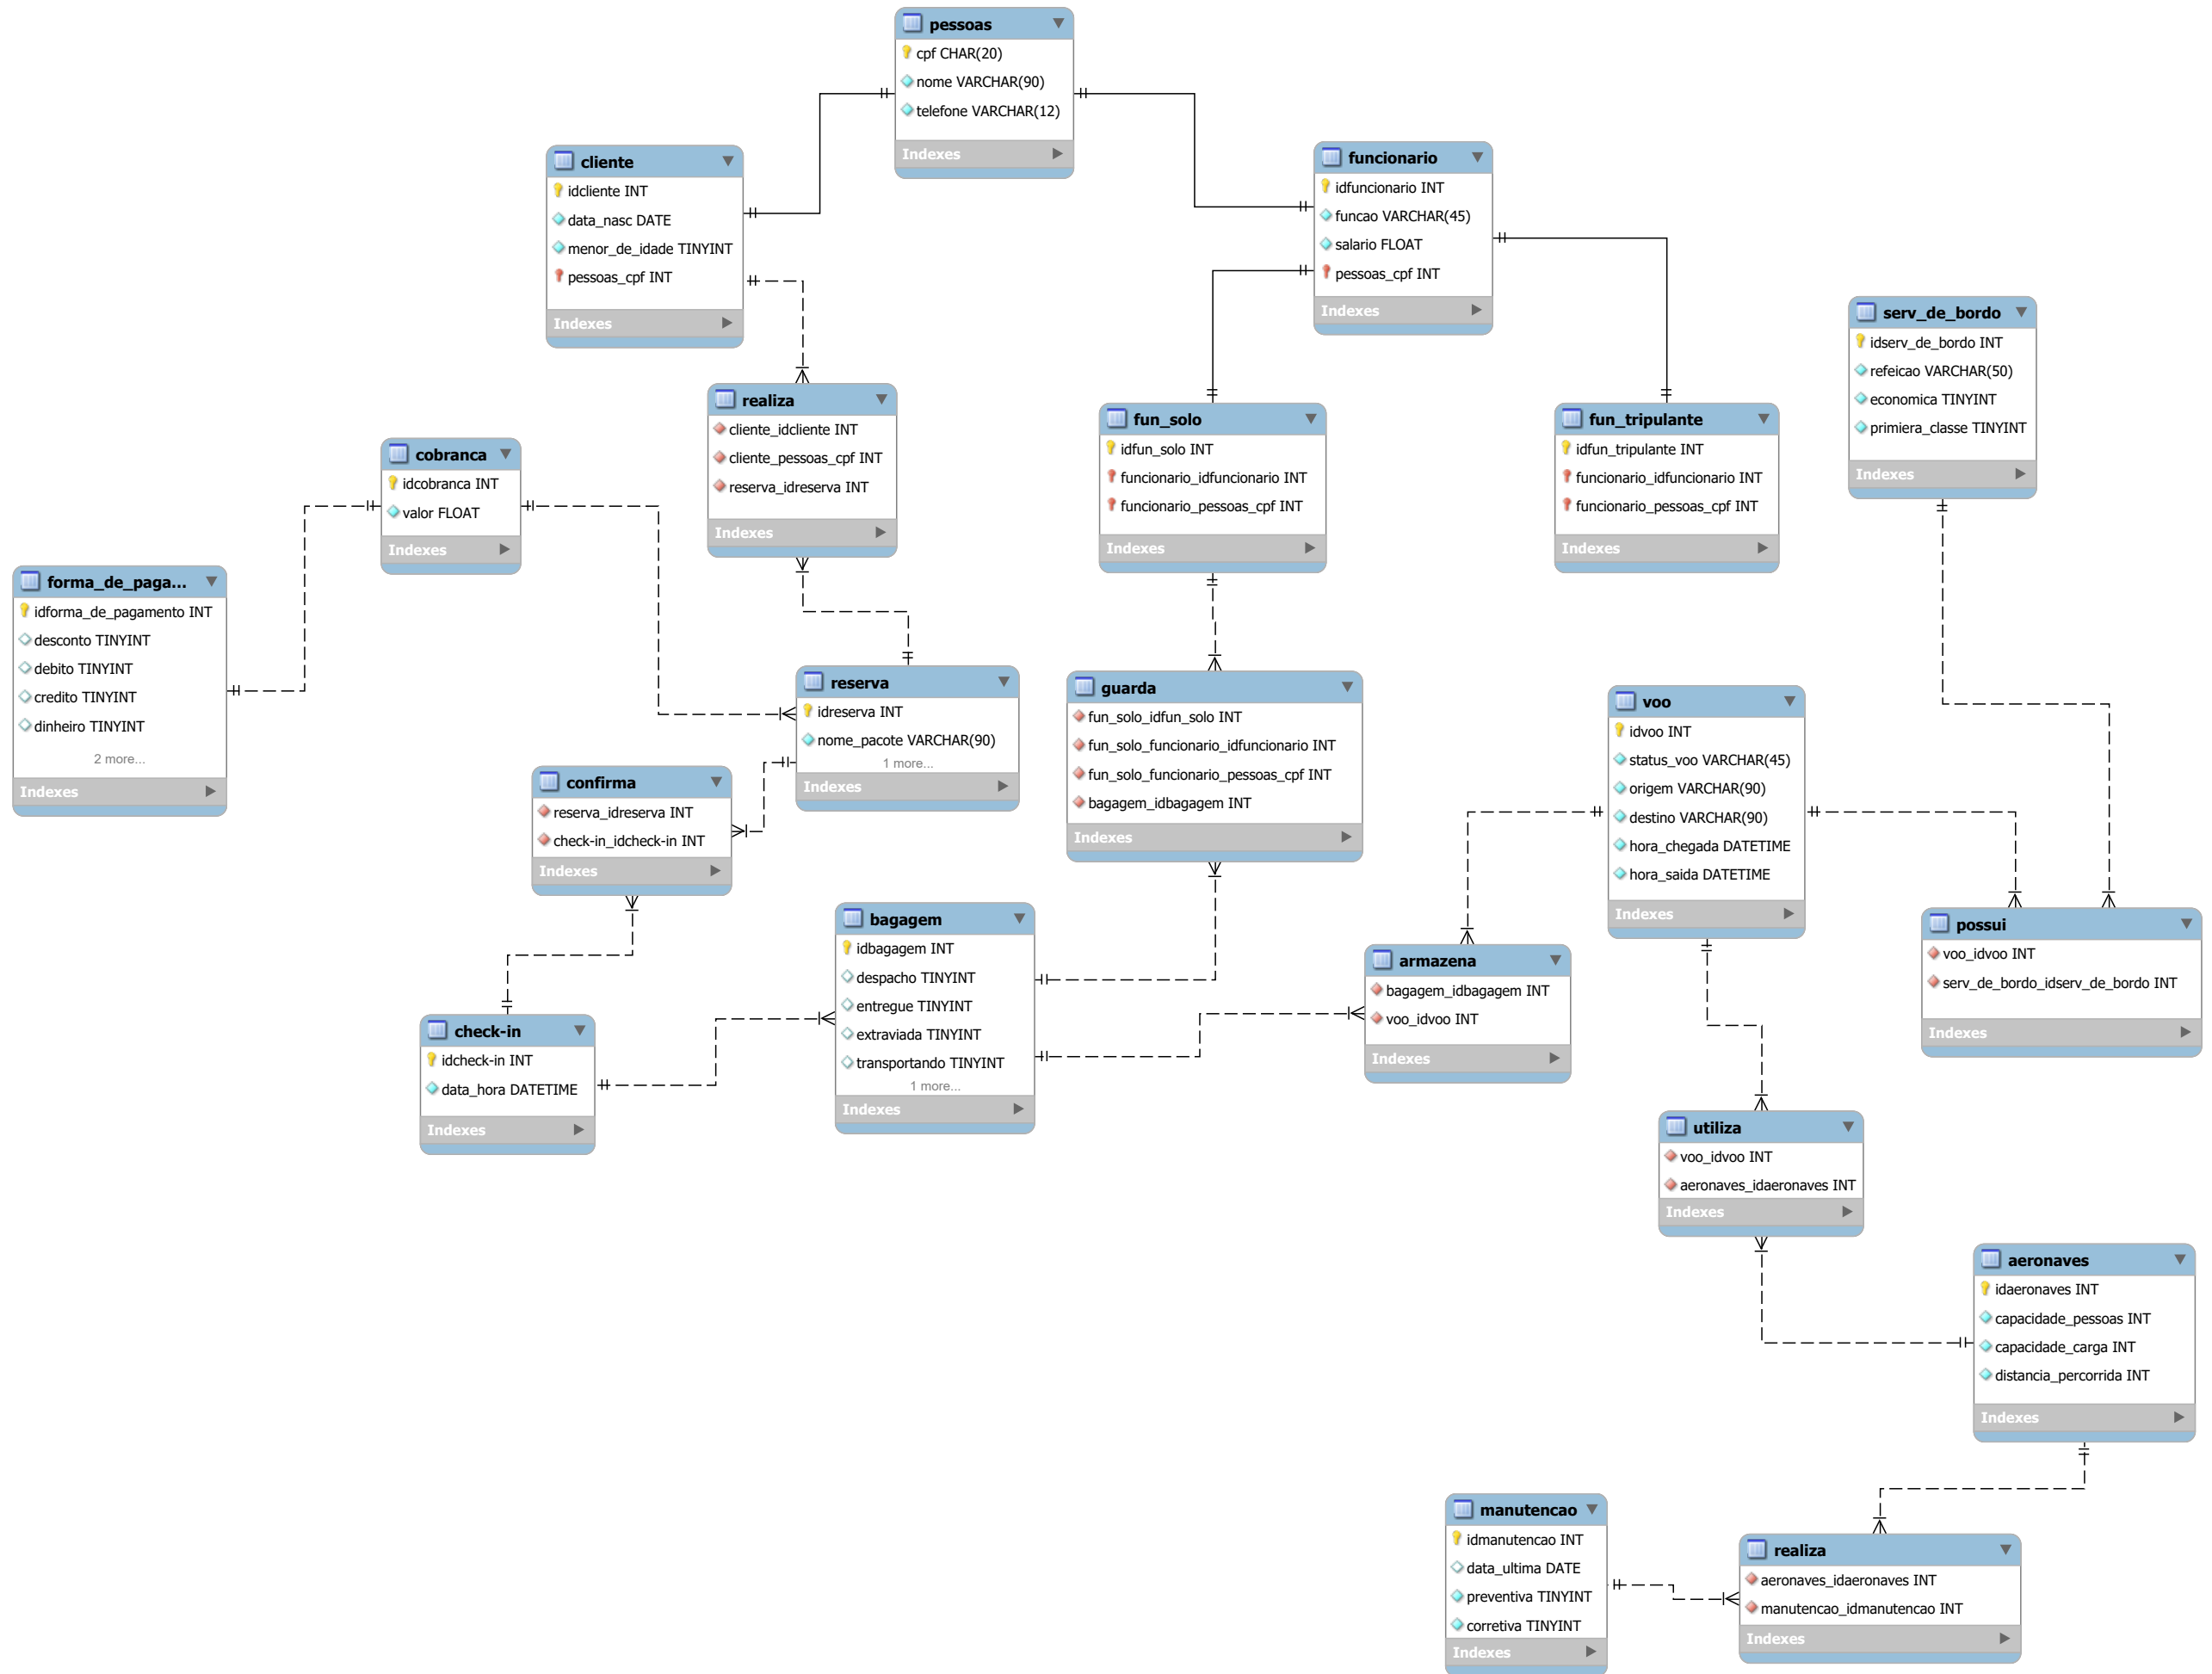 pessoas
cpf CHAR(20)
nome VARCHAR(90)
telefone VARCHAR(12)
Indexes
cliente
idcliente INT
data_nasc DATE
menor_de_idade TINYINT
pessoas_cpf INT
Indexes
funcionario
idfuncionario INT
funcao VARCHAR(45)
salario FLOAT
pessoas_cpf INT
Indexes
serv_de_bordo
idserv_de_bordo INT
refeicao VARCHAR(50)
economica TINYINT
primiera_classe TINYINT
Indexes
realiza
cliente_idcliente INT
cliente_pessoas_cpf INT
reserva_idreserva INT
Indexes
fun_solo
idfun_solo INT
funcionario_idfuncionario INT
funcionario_pessoas_cpf INT
Indexes
fun_tripulante
idfun_tripulante INT
funcionario_idfuncionario INT
funcionario_pessoas_cpf INT
Indexes
cobranca
idcobranca INT
valor FLOAT
Indexes
forma_de_paga...
idforma_de_pagamento INT
desconto TINYINT
debito TINYINT
credito TINYINT
dinheiro TINYINT
2 more...
Indexes
reserva
idreserva INT
nome_pacote VARCHAR(90)
1 more...
Indexes
guarda
fun_solo_idfun_solo INT
fun_solo_funcionario_idfuncionario INT
fun_solo_funcionario_pessoas_cpf INT
bagagem_idbagagem INT
Indexes
voo
idvoo INT
status_voo VARCHAR(45)
origem VARCHAR(90)
destino VARCHAR(90)
hora_chegada DATETIME
hora_saida DATETIME
Indexes
confirma
reserva_idreserva INT
check-in_idcheck-in INT
Indexes
bagagem
idbagagem INT
despacho TINYINT
entregue TINYINT
extraviada TINYINT
transportando TINYINT
1 more...
Indexes
armazena
bagagem_idbagagem INT
voo_idvoo INT
Indexes
possui
voo_idvoo INT
serv_de_bordo_idserv_de_bordo INT
Indexes
check-in
idcheck-in INT
data_hora DATETIME
Indexes
utiliza
voo_idvoo INT
aeronaves_idaeronaves INT
Indexes
aeronaves
idaeronaves INT
capacidade_pessoas INT
capacidade_carga INT
distancia_percorrida INT
Indexes
manutencao
idmanutencao INT
data_ultima DATE
preventiva TINYINT
corretiva TINYINT
Indexes
realiza
aeronaves_idaeronaves INT
manutencao_idmanutencao INT
Indexes